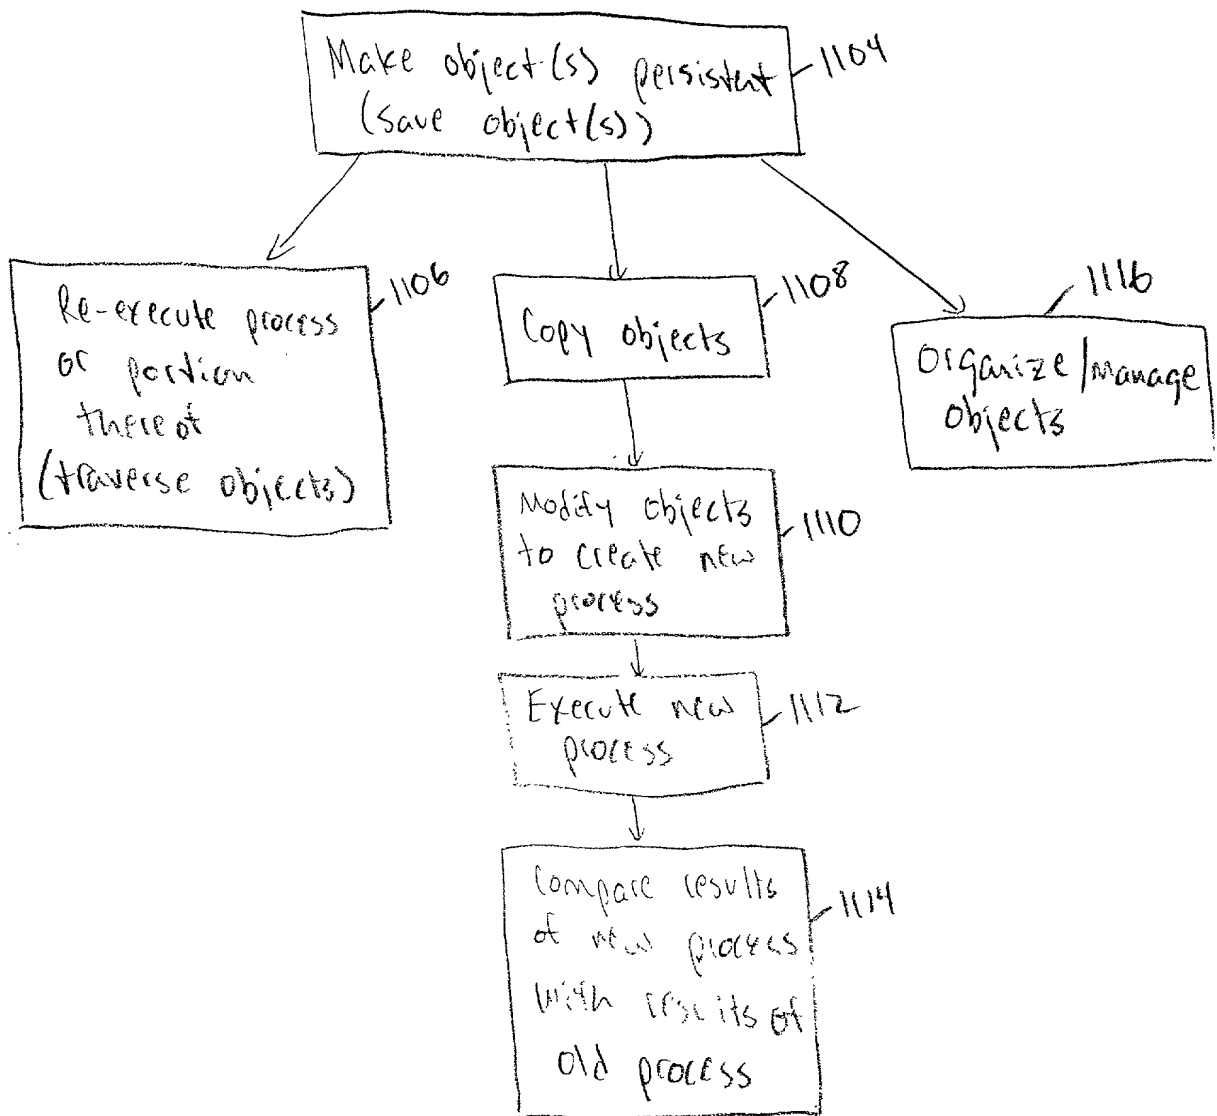 Make object(s) persistent
(save object(s))
1104
Re-execute process
or portion
thereof
(traverse objects)
1106
Copy objects
1108
Organize/manage
objects
1116
Modify objects
to create new
process
1110
Execute new
process
1112
Compare results
of new process
with results of
old process
1114